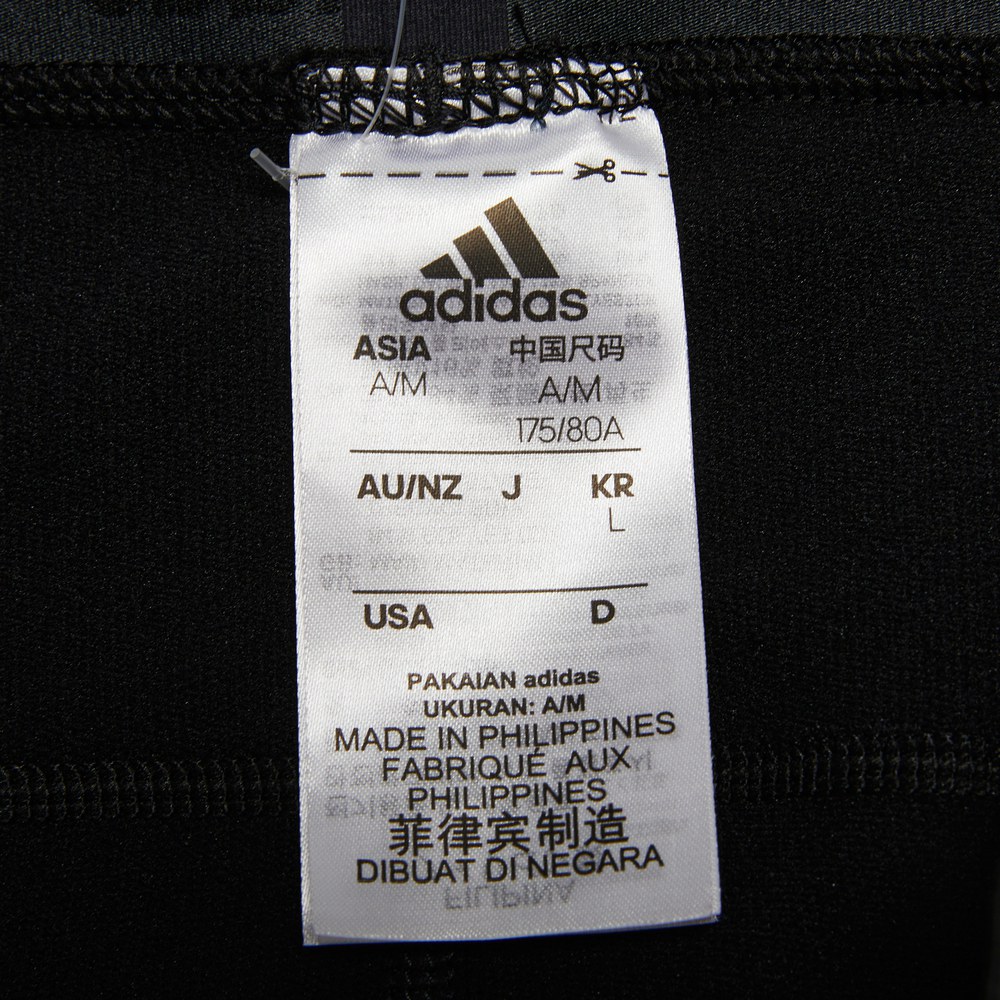 adidas
ASIA 中国尺码
A/M A/M
175/80A
AU/NZ J KR
L
USA D
PAKAIAN adidas
UKURAN: A/M
MADE IN PHILIPPINES
FABRIQUÉ AUX
PHILIPPINES
菲律宾制造
DIBUAT DI NEGARA
FILIPINA